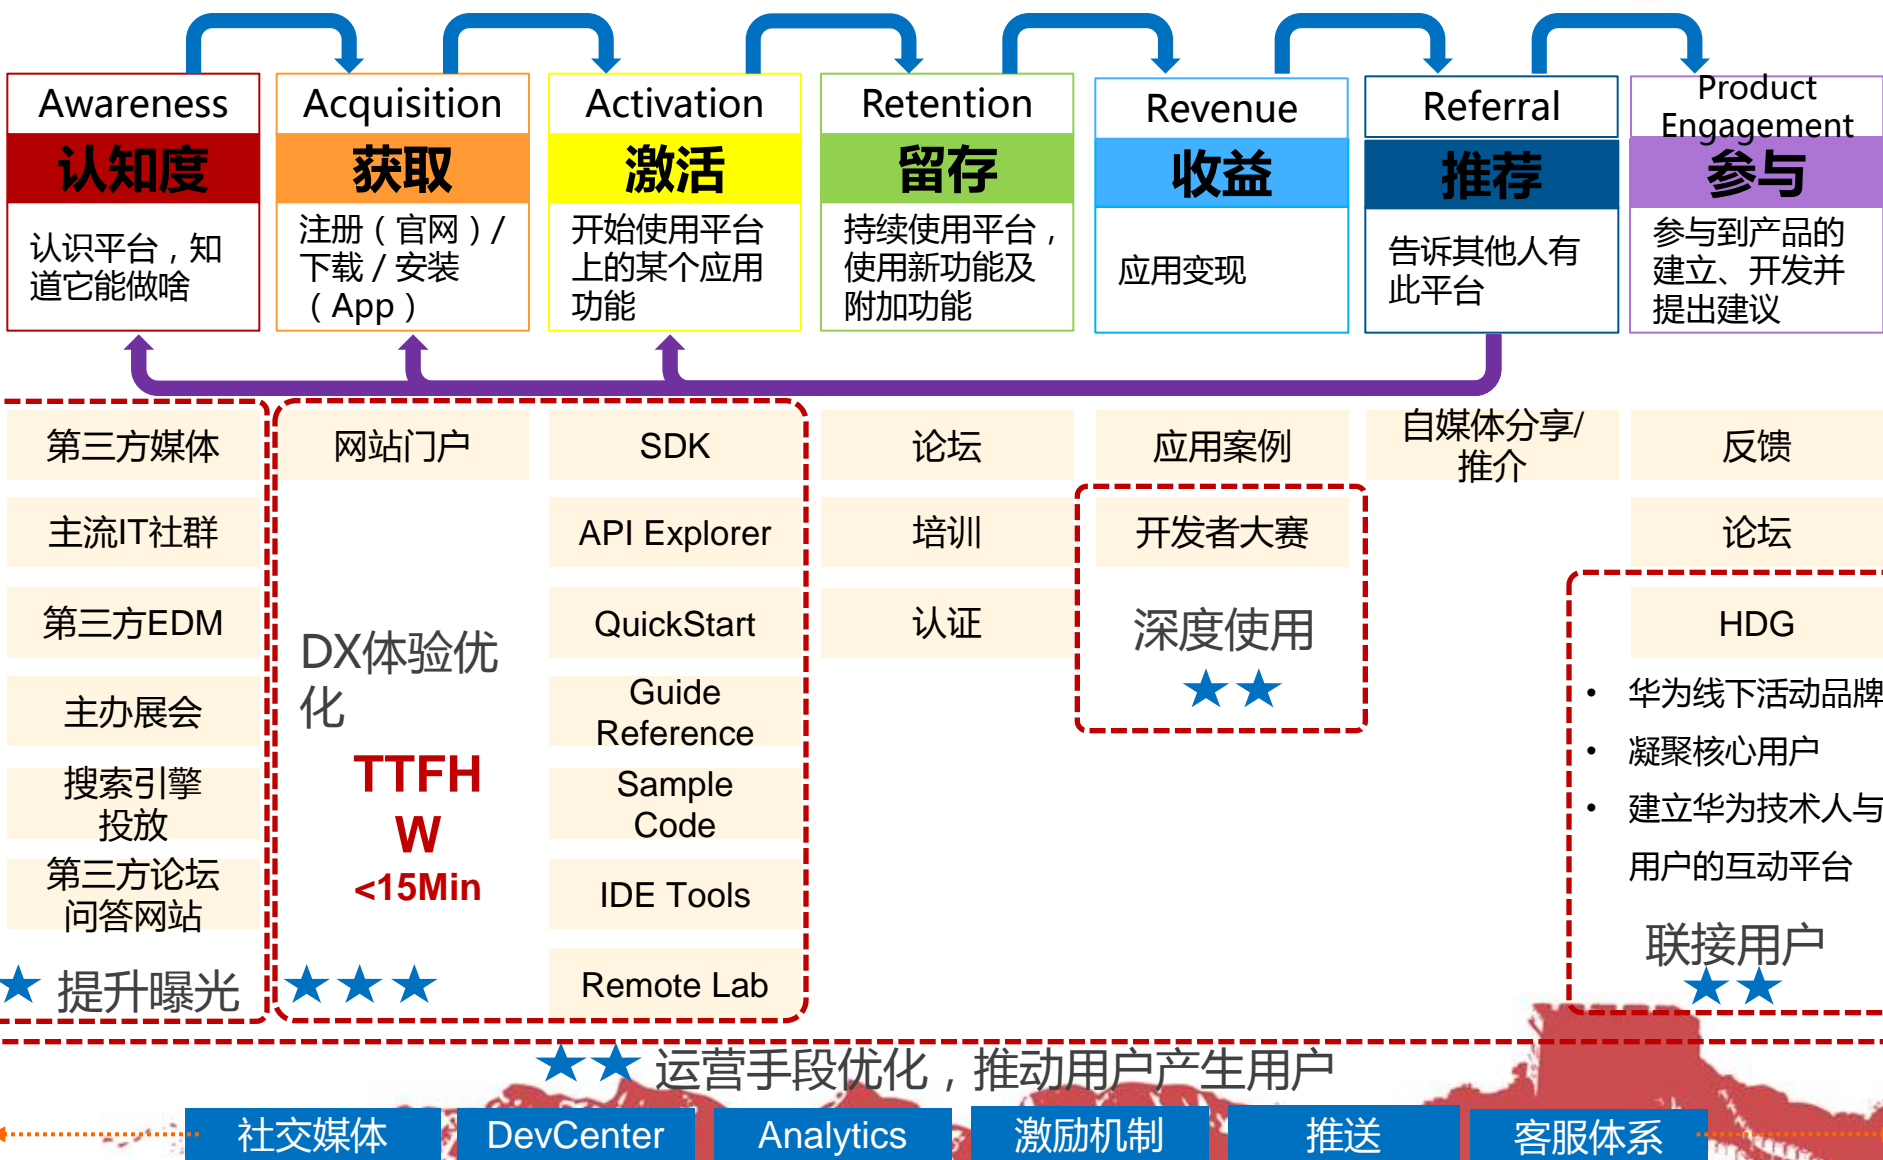 Awareness
认知度
认识平台，知
道它能做啥
Acquisition
获取
注册（官网）/
下载 / 安装
（App）
Activation
激活
开始使用平台
上的某个应用
功能
Retention
留存
持续使用平台，
使用新功能及
附加功能
Revenue
收益
应用变现
Referral
推荐
告诉其他人有
此平台
Product
Engagement
参与
参与到产品的
建立、开发并
提出建议
第三方媒体
主流IT社群
第三方EDM
主办展会
搜索引擎
投放
第三方论坛
问答网站
提升曝光
网站门户
DX体验优
化
TTFH
W
<15Min
SDK
API Explorer
QuickStart
Guide
Reference
Sample
Code
IDE Tools
Remote Lab
论坛
培训
认证
应用案例
开发者大赛
深度使用
自媒体分享/
推介
反馈
论坛
HDG
• 华为线下活动品牌
• 凝聚核心用户
• 建立华为技术人与
用户的互动平台
联接用户
运营手段优化，推动用户产生用户
社交媒体
DevCenter
Analytics
激励机制
推送
客服体系